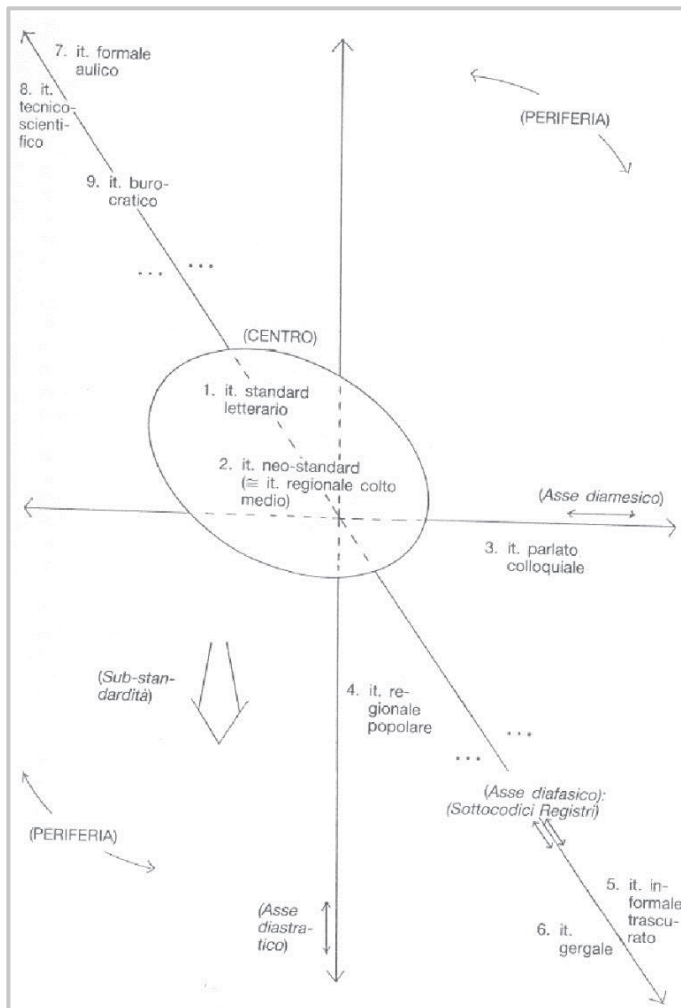 7. it. formale
aulico
8. it.
tecnico-
scienti-
fico
(PERIFERIA)
9. it. buro-
cratico
... ...
(CENTRO)
1. it. standard
letterario
2. it. neo-standard
(≅ it. regionale colto
medio)
(Asse diamesico)
3. it. parlato
colloquiale
(Sub-stan-
dardità)
4. it. re-
gionale
popolare
... ...
(Asse diafasico):
(Sottocodici Registri)
(PERIFERIA)
5. it. in-
formale
trascu-
rato
6. it.
gergale
(Asse
diastra-
tico)